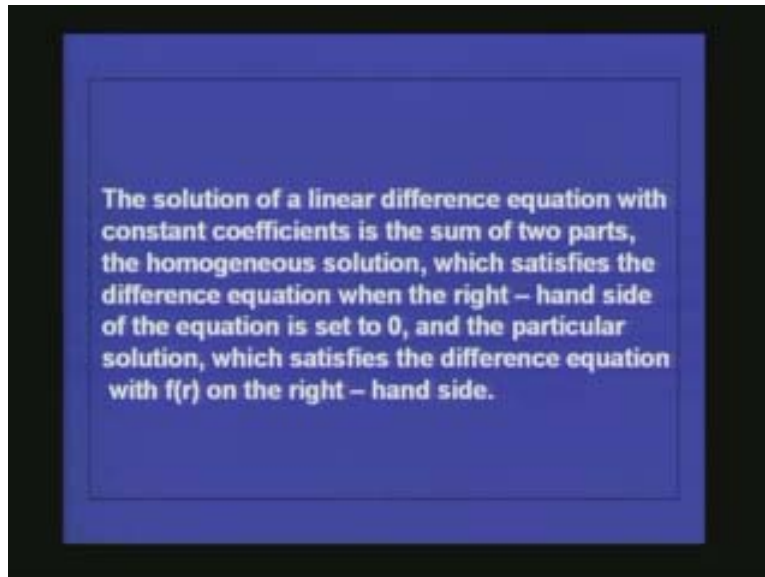 The solution of a linear difference equation with
constant coefficients is the sum of two parts,
the homogeneous solution, which satisfies the
difference equation when the right – hand side
of the equation is set to 0, and the particular
solution, which satisfies the difference equation
with f(r) on the right – hand side.